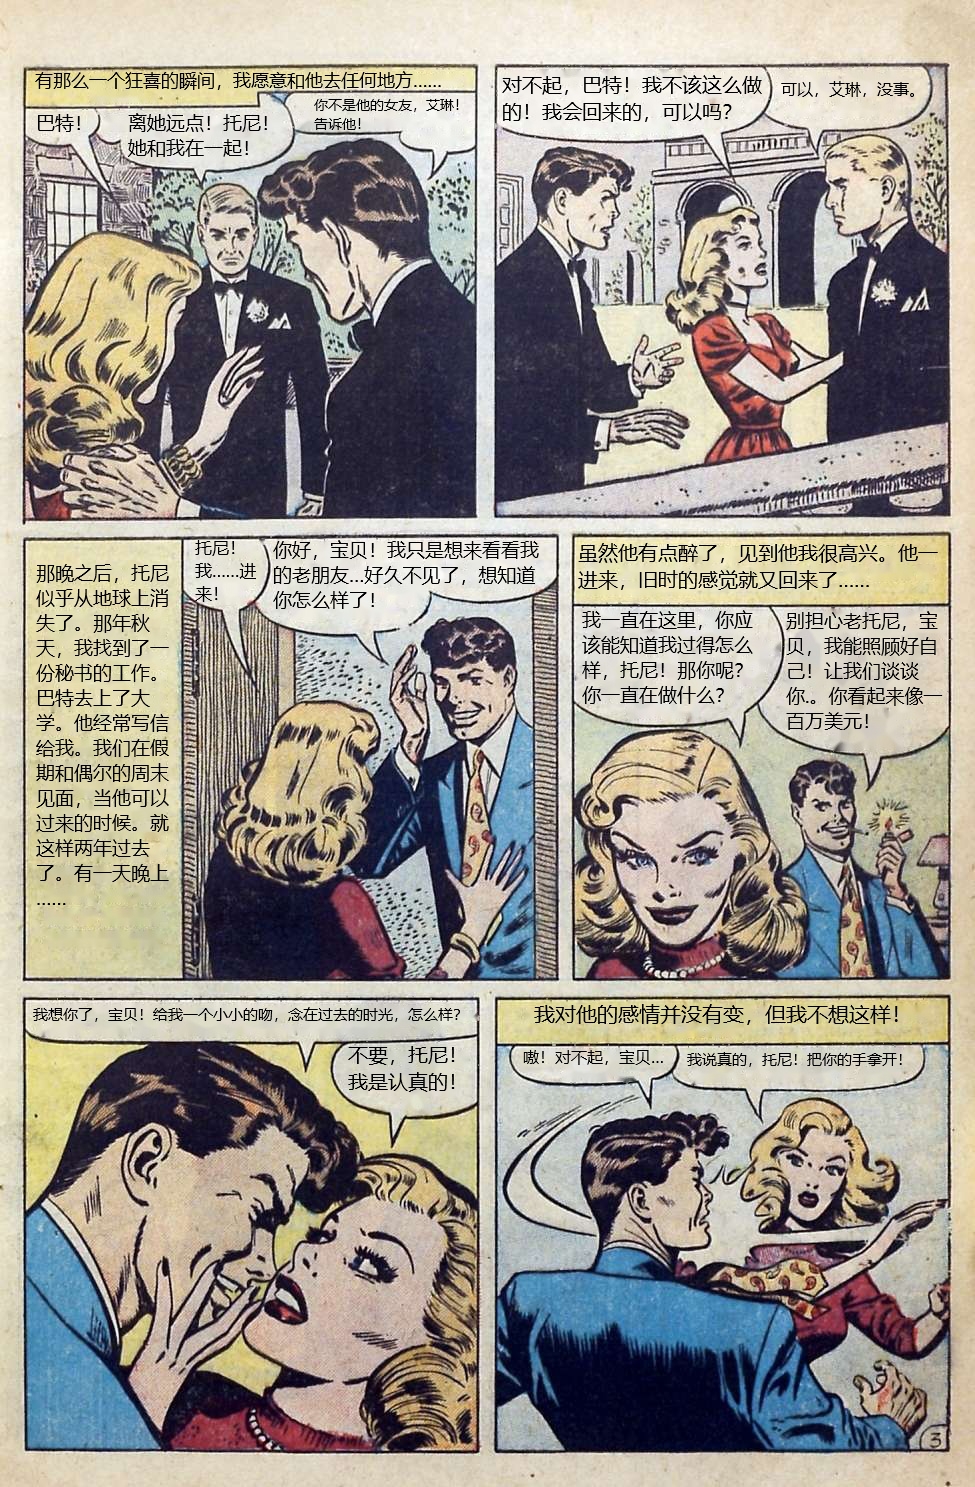 有那么一个狂喜的瞬间，我愿意和他去任何地方……
巴特！
离她远点！托尼！
她和我在一起！
你不是他的女友，艾琳！
告诉他！
对不起，巴特！我不该这么做
的！我会回来的，可以吗？
可以，艾琳，没事。
那晚之后，托尼
似乎从地球上消
失了。那年秋
天，我找到了一
份秘书的工作。
巴特去上了大
学。他经常写信
给我。我们在假
期和偶尔的周末
见面，当他可以
过来的时候。就
这样两年过去
了。有一天晚上
……
托尼！
我……进
来！
你好，宝贝！我只是想来看看我
的老朋友…好久不见了，想知道
你怎么样了！
虽然他有点醉了，见到他我很高兴。他一
进来，旧时的感觉就又回来了……
我一直在这里，你应
该能知道我过得怎么
样，托尼！那你呢？
你一直在做什么？
别担心老托尼，宝
贝，我能照顾好自
己！让我们谈谈
你.。你看起来像一
百万美元！
我想你了，宝贝！给我一个小小的吻，念在过去的时光，怎么样？
不要，托尼！
我是认真的！
我对他的感情并没有变，但我不想这样！
嗷！对不起，宝贝…
我说真的，托尼！把你的手拿开！
3